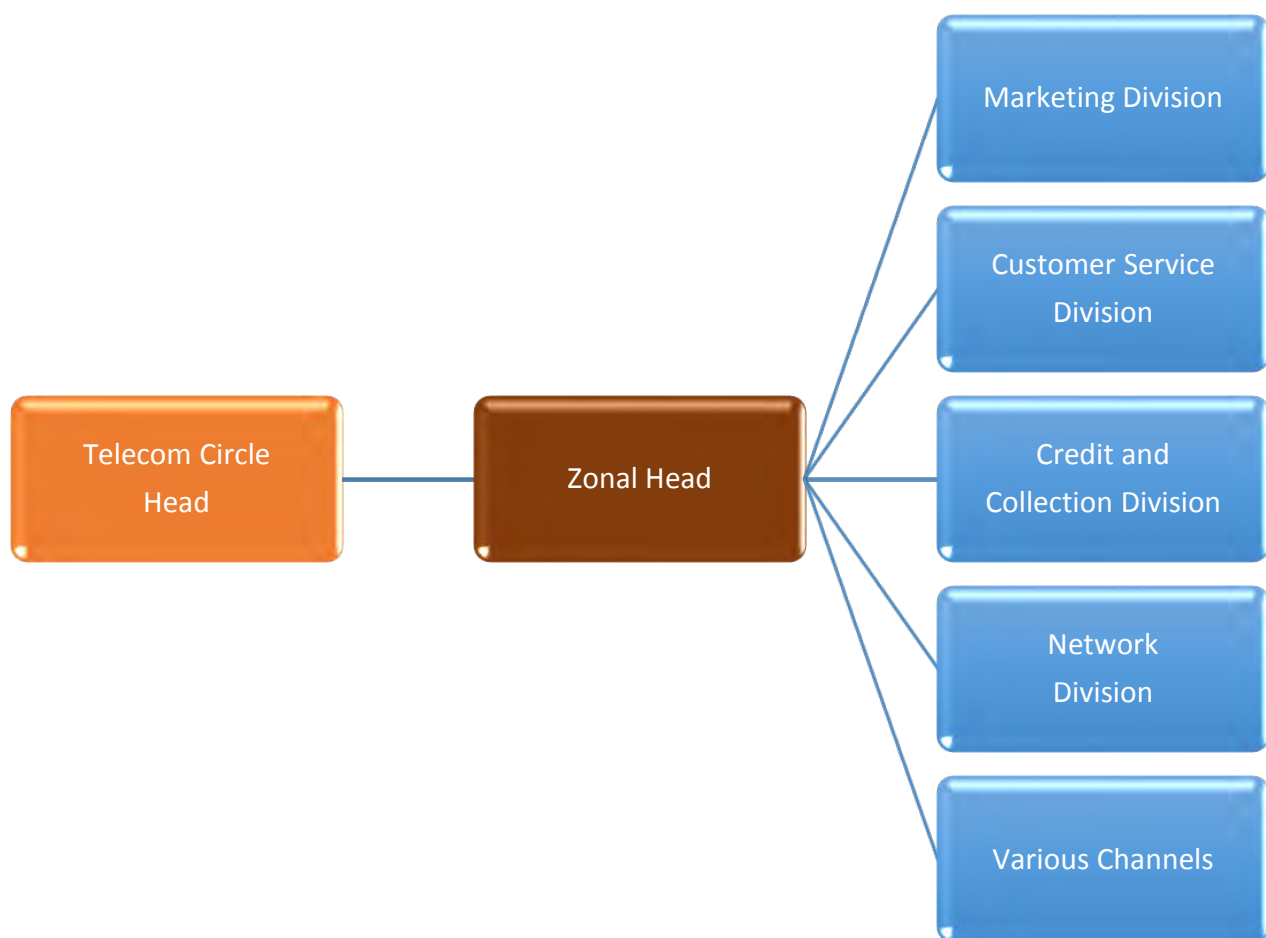 Telecom Circle
Head
Zonal Head
Marketing Division
Customer Service
Division
Credit and
Collection Division
Network
Division
Various Channels